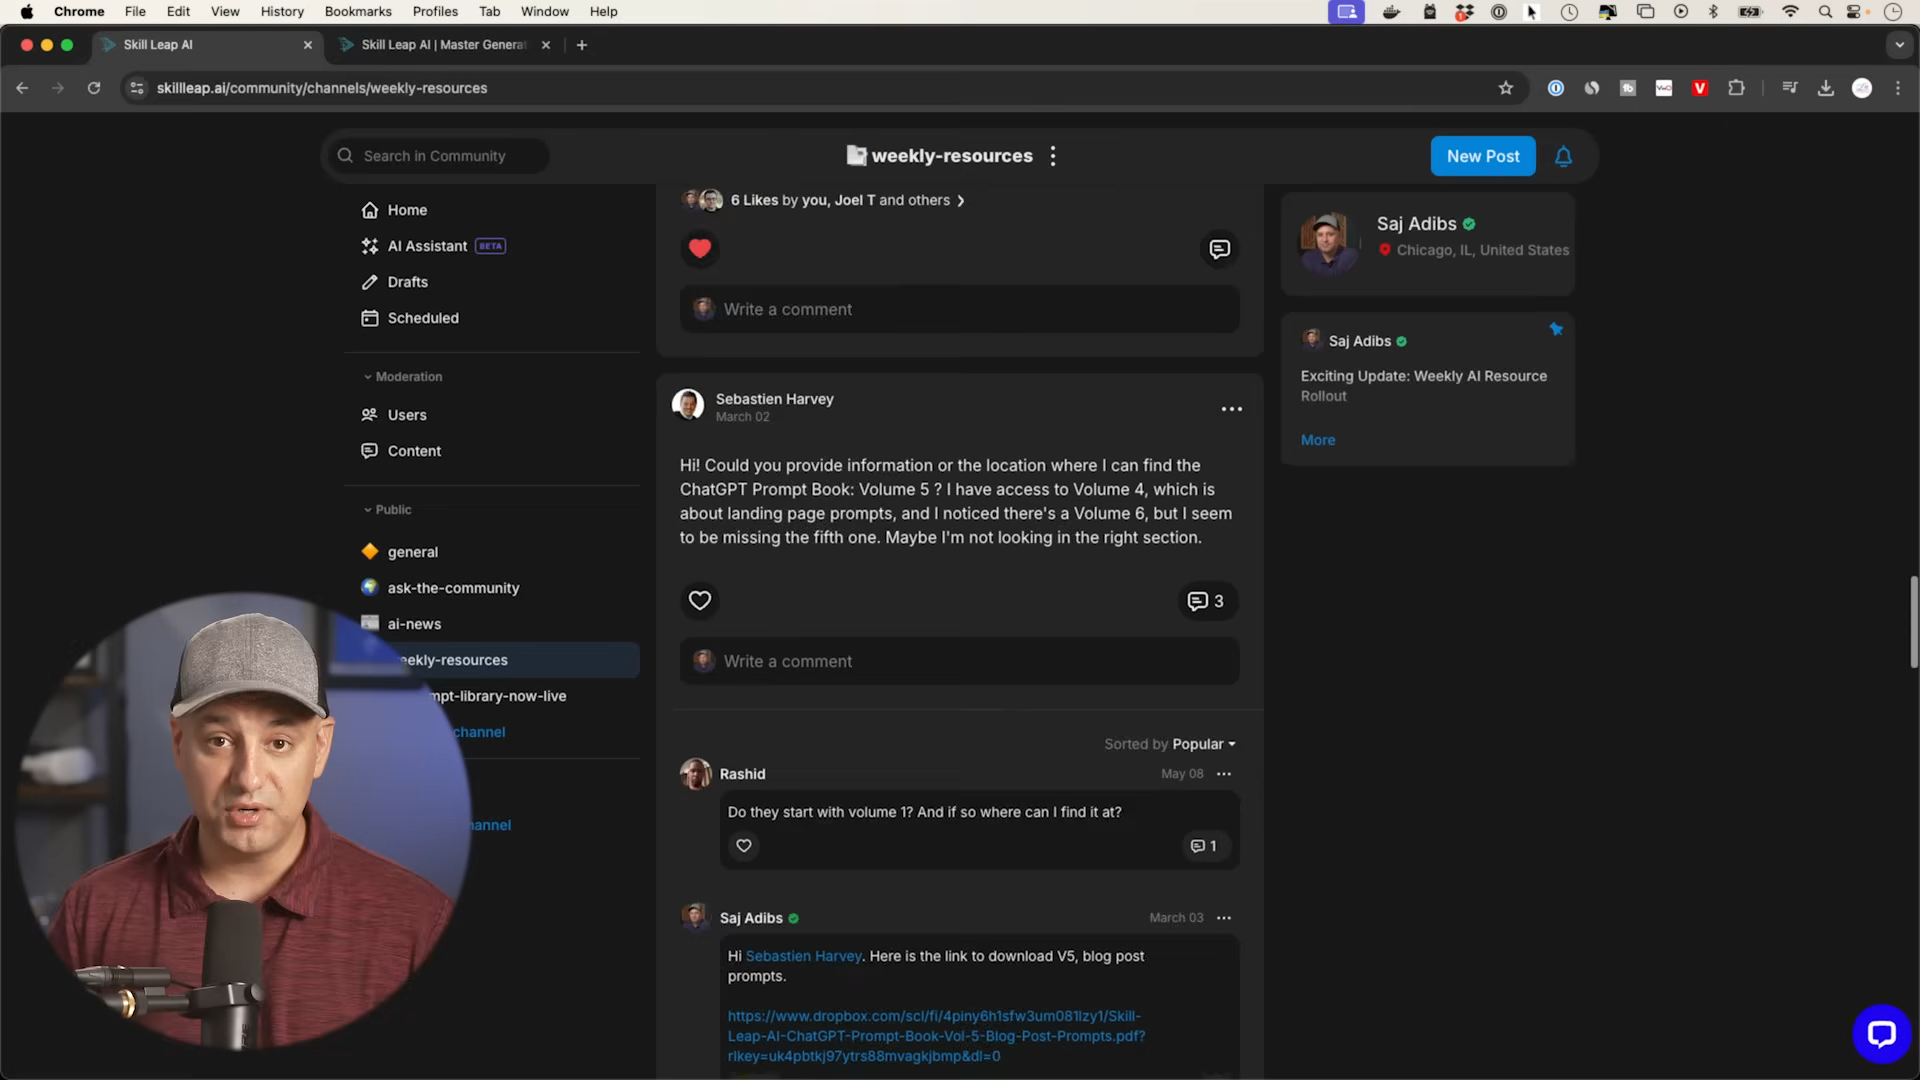 Chrome File Edit View History Bookmarks Profiles Tab Window Help
Skill Leap AI
Skill Leap AI | Master Generat
skillleap.ai/community/channels/weekly-resources
Search in Community
weekly-resources
New Post
Home
AI Assistant BETA
Drafts
Scheduled
Moderation
Users
Content
Public
general
ask-the-community
ai-news
eekly-resources
mpt-library-now-live
channel
hannel
6 Likes by you, Joel T and others
Write a comment
Sebastien Harvey
March 02
Hi! Could you provide information or the location where I can find the
ChatGPT Prompt Book: Volume 5 ? I have access to Volume 4, which is
about landing page prompts, and I noticed there's a Volume 6, but I seem
to be missing the fifth one. Maybe I'm not looking in the right section.
3
Write a comment
Sorted by Popular
Rashid
May 08
Do they start with volume 1? And if so where can I find it at?
1
Saj Adibs
March 03
Hi Sebastien Harvey. Here is the link to download V5, blog post
prompts.
https://www.dropbox.com/scl/fi/4piny6h1sfw3um081lzy1/Skill-
Leap-AI-ChatGPT-Prompt-Book-Vol-5-Blog-Post-Prompts.pdf?
rlkey=uk4pbtkj97ytrs88mvagkjbmp&dl=0
Saj Adibs
Chicago, IL, United States
Saj Adibs
Exciting Update: Weekly AI Resource
Rollout
More